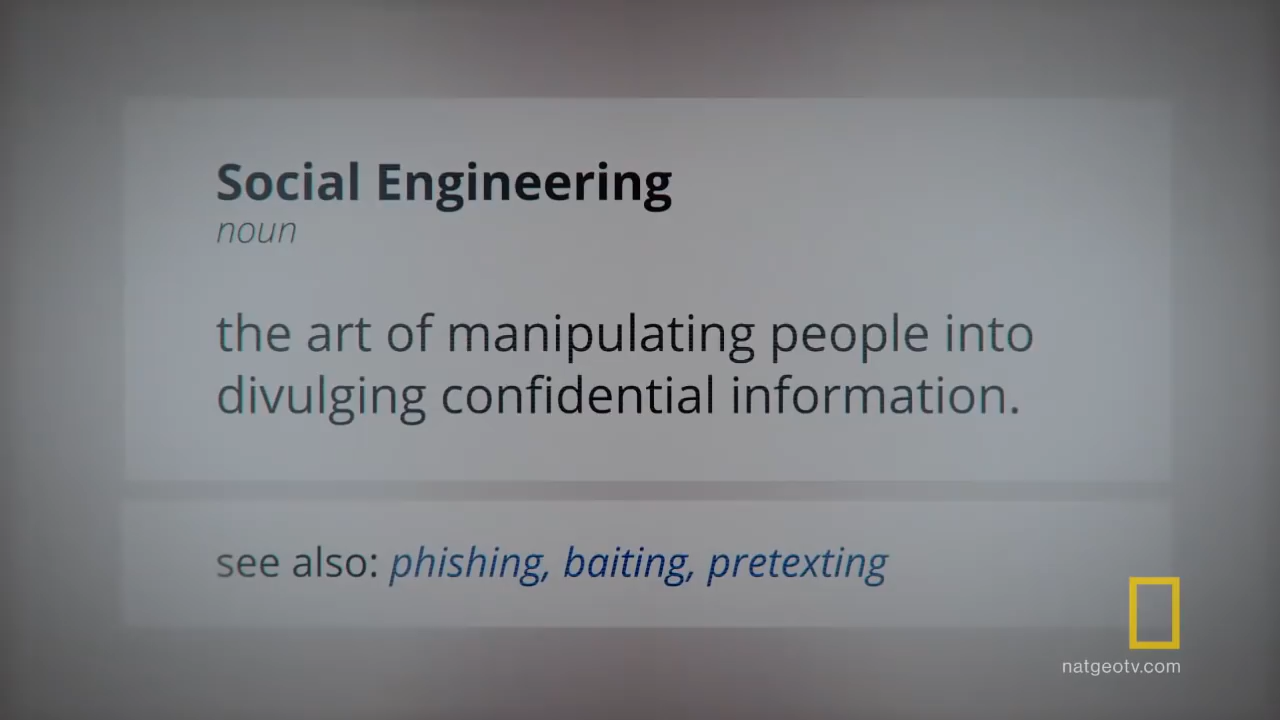 Social Engineering
noun
the art of manipulating people into
divulging confidential information.
see also: phishing, baiting, pretexting
natgeotv.com